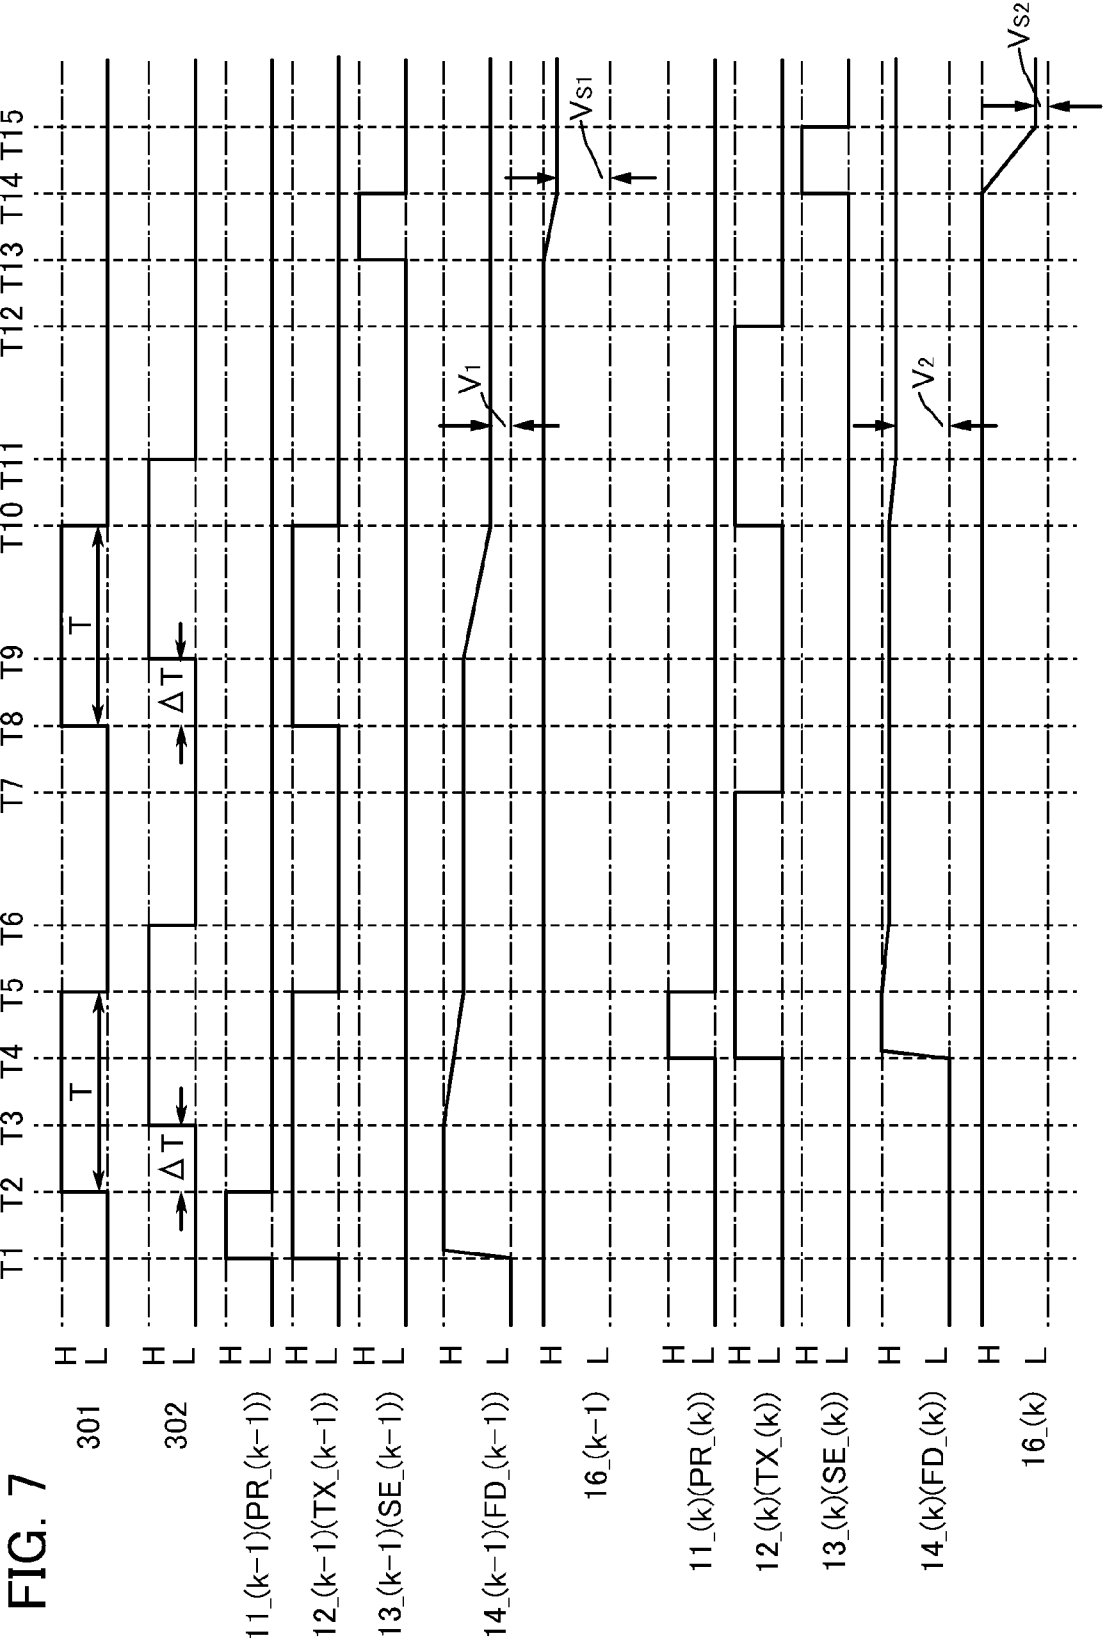 FIG. 7
T1 T2 T3 T4 T5 T6 T7 T8 T9 T10 T11 T12 T13 T14 T15
301 H L T T
302 H L ΔT ΔT
11_(k−1)(PR_(k−1)) H L
12_(k−1)(TX_(k−1)) H L
13_(k−1)(SE_(k−1)) H L
14_(k−1)(FD_(k−1)) H L V1
16_(k−1) H VS1
11_(k)(PR_(k)) H L
12_(k)(TX_(k)) H L
13_(k)(SE_(k)) H L
14_(k)(FD_(k)) H L V2
16_(k) H L VS2